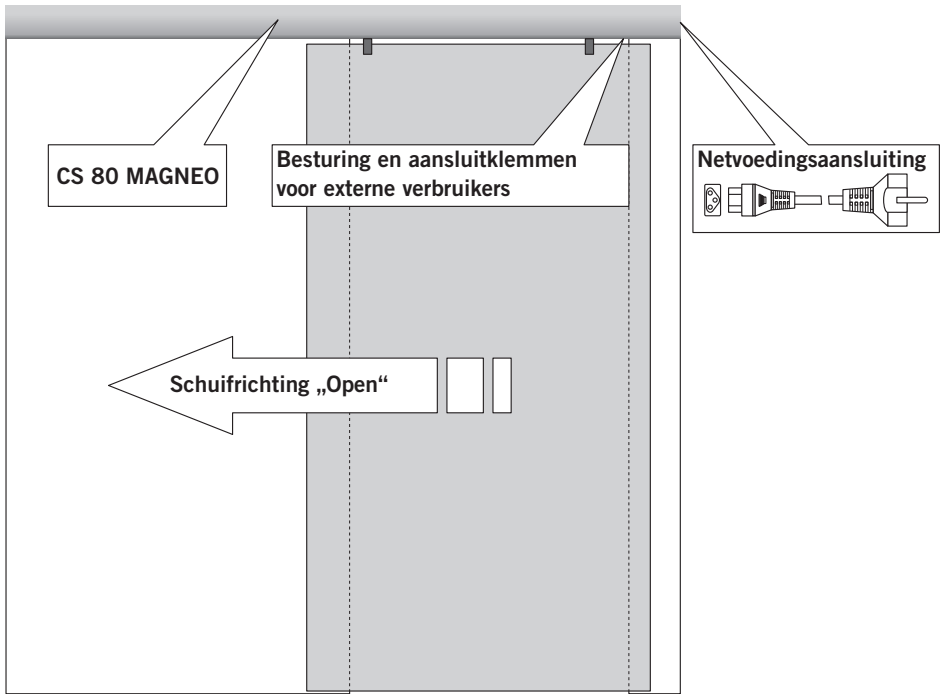 CS 80 MAGNEO
Besturing en aansluitklemmen
voor externe verbruikers
Netvoedingsaansluiting
Schuifrichting „Open“